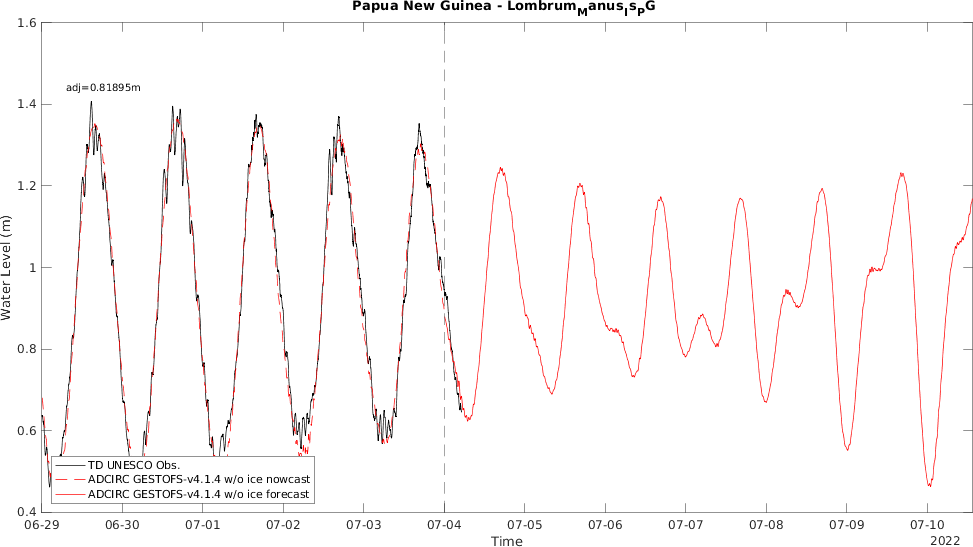 Papua New Guinea - LombrumManusIsPG
1.6
adj=0.81895m
1.4
1.2
1
0.8
0.6
0.4
Water Level (m)
TD UNESCO Obs.
ADCIRC GESTOFS-v4.1.4 w/o ice nowcast
ADCIRC GESTOFS-v4.1.4 w/o ice forecast
06-29 06-30 07-01 07-02 07-03 07-04 07-05 07-06 07-07 07-08 07-09 07-10
Time
2022